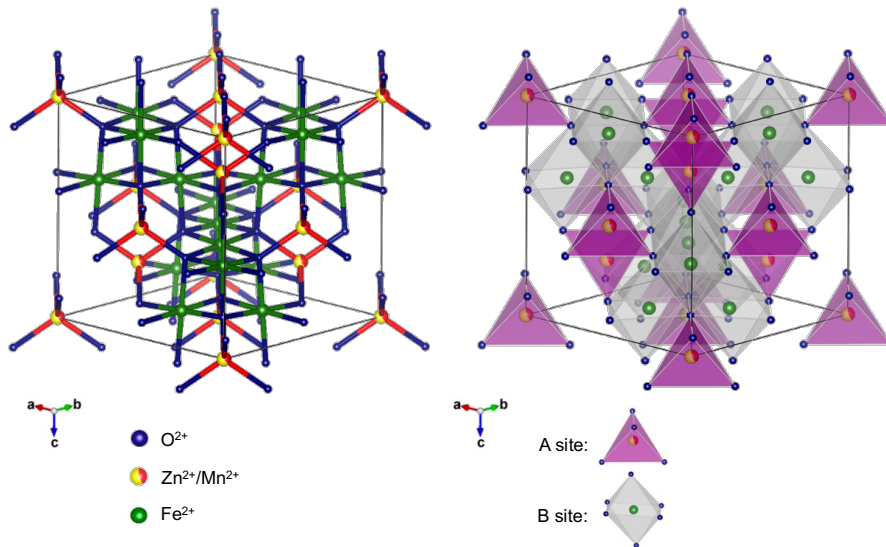 a b
c
O²⁺
Zn²⁺/Mn²⁺
Fe²⁺
a b
c
A site:
B site: